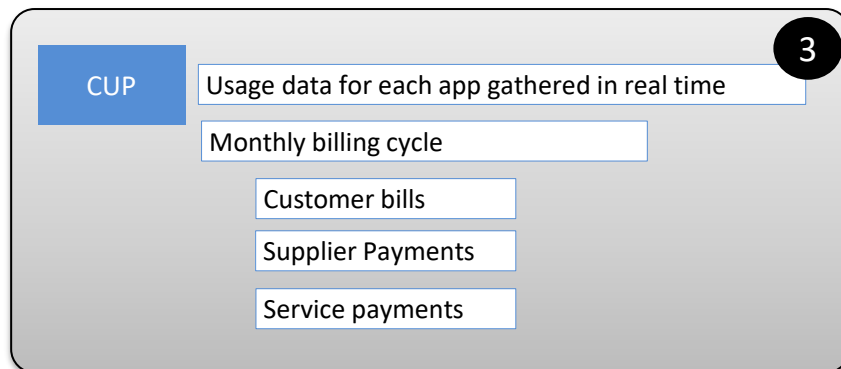 3
CUP
Usage data for each app gathered in real time
Monthly billing cycle
Customer bills
Supplier Payments
Service payments